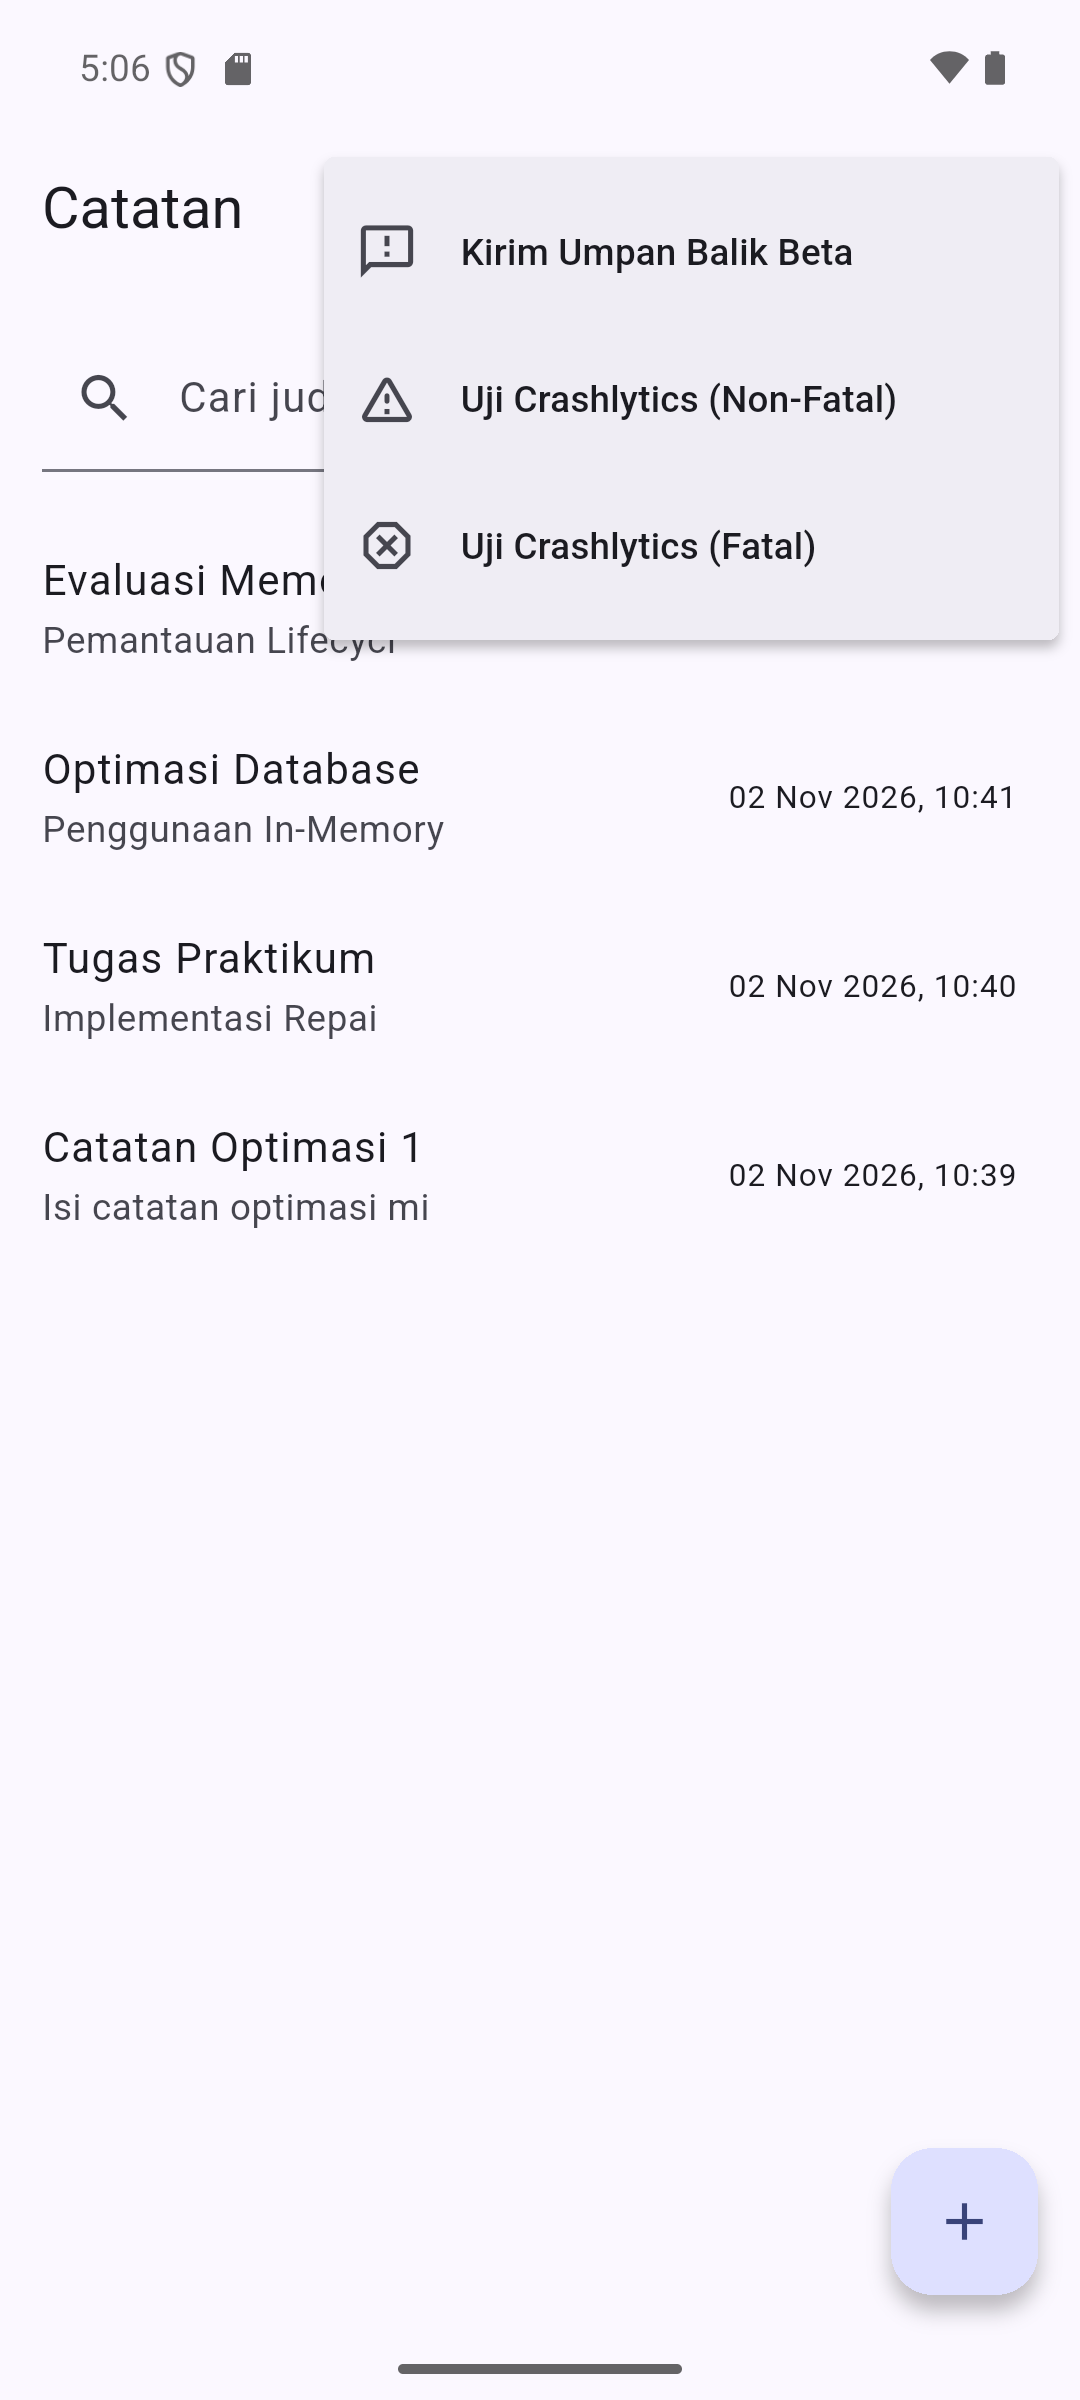 5:06
Catatan
Kirim Umpan Balik Beta
Cari jud
Uji Crashlytics (Non-Fatal)
Uji Crashlytics (Fatal)
Evaluasi
Pemantauan
Optimasi Database
Penggunaan In-Memory
02 Nov 2026, 10:41
Tugas Praktikum
Implementasi Repai
02 Nov 2026, 10:40
Catatan Optimasi 1
Isi catatan optimasi mi
02 Nov 2026, 10:39